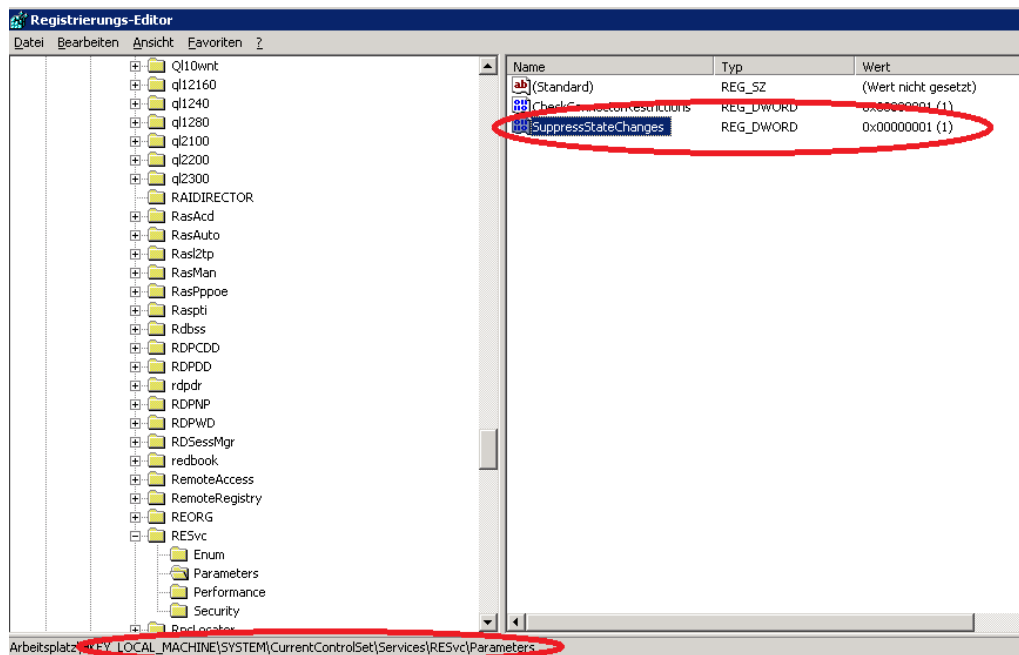 Registrierungs-Editor
Datei Bearbeiten Ansicht Favoriten ?
Ql10wnt
ql12160
ql1240
ql1280
ql2100
ql2200
ql2300
RAIDIRECTOR
RasAcd
RasAuto
Rasl2tp
RasMan
RasPppoe
Raspti
Rdbss
RDPCDD
RDPDD
rdpdr
RDPNP
RDPWD
RDSessMgr
redbook
RemoteAccess
RemoteRegistry
REORG
RESvc
Enum
Parameters
Performance
Security
RpcLocator
Name Typ Wert
(Standard) REG_SZ (Wert nicht gesetzt)
CheckConnectorRestrictions REG_DWORD 0x00000001 (1)
SuppressStateChanges REG_DWORD 0x00000001 (1)
Arbeitsplatz\HKEY_LOCAL_MACHINE\SYSTEM\CurrentControlSet\Services\RESvc\Parameters